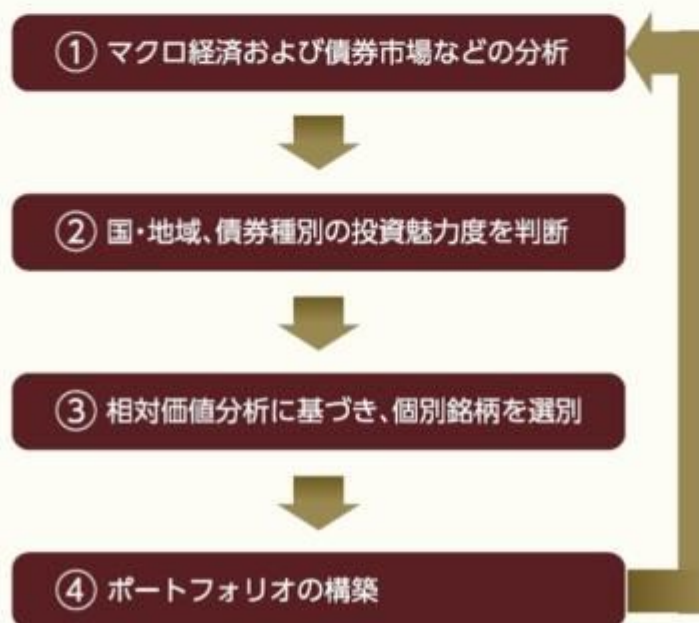 ① マクロ経済および債券市場などの分析
② 国・地域、債券種別の投資魅力度を判断
③ 相対価値分析に基づき、個別銘柄を選別
④ ポートフォリオの構築